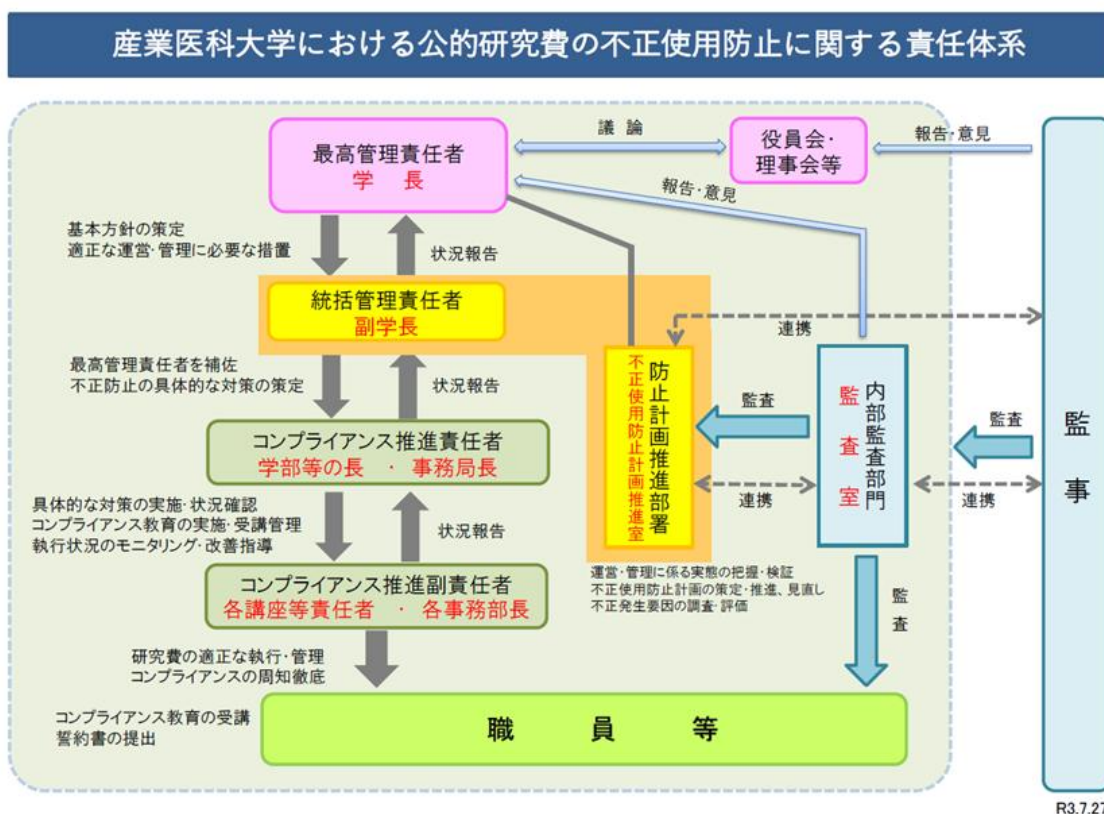 産業医科大学における公的研究費の不正使用防止に関する責任体系
最高管理責任者
学 長
議 論
役員会・
理事会等
報告・意見
報告・意見
基本方針の策定
適正な運営・管理に必要な措置
状況報告
統括管理責任者
副学長
連携
最高管理責任者を補佐
不正防止の具体的な対策の策定
状況報告
防止計画推進部署
不正使用防止計画推進室
監査
内部監査部門
監査室
監査
監 事
コンプライアンス推進責任者
学部等の長 ・ 事務局長
連携
連携
具体的な対策の実施・状況確認
コンプライアンス教育の実施・受講管理
執行状況のモニタリング・改善指導
状況報告
運営・管理に係る実態の把握・検証
不正使用防止計画の策定・推進、見直し
不正発生要因の調査・評価
コンプライアンス推進副責任者
各講座等責任者 ・ 各事務部長
監査
研究費の適正な執行・管理
コンプライアンスの周知徹底
コンプライアンス教育の受講
誓約書の提出
職 員 等
R3.7.27